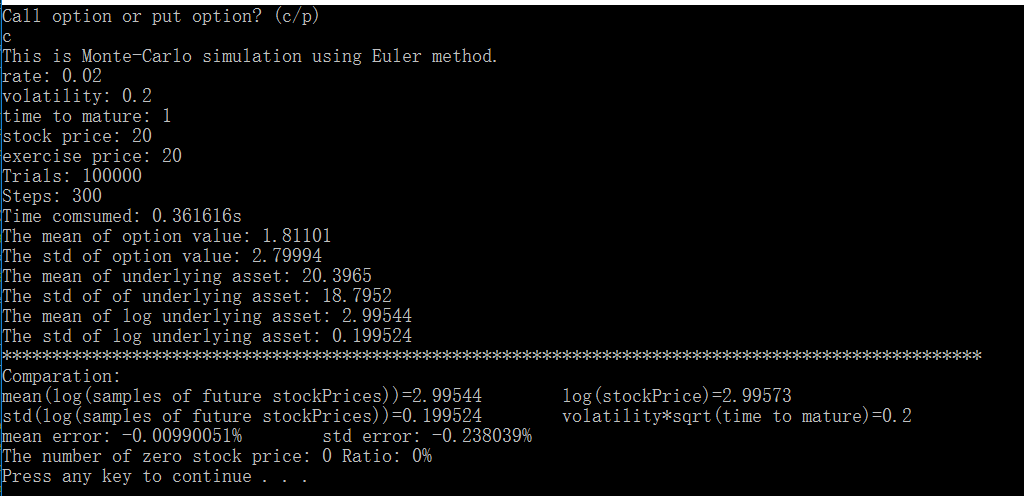 Call option or put option? (c/p)
c
This is Monte-Carlo simulation using Euler method.
rate: 0.02
volatility: 0.2
time to mature: 1
stock price: 20
exercise price: 20
Trials: 100000
Steps: 300
Time comsumed: 0.361616s
The mean of option value: 1.81101
The std of option value: 2.79994
The mean of underlying asset: 20.3965
The std of of underlying asset: 18.7952
The mean of log underlying asset: 2.99544
The std of log underlying asset: 0.199524
**************************************************************************************************
Comparation:
mean(log(samples of future stockPrices))=2.99544 log(stockPrice)=2.99573
std(log(samples of future stockPrices))=0.199524 volatility*sqrt(time to mature)=0.2
mean error: -0.00990051% std error: -0.238039%
The number of zero stock price: 0 Ratio: 0%
Press any key to continue . . .